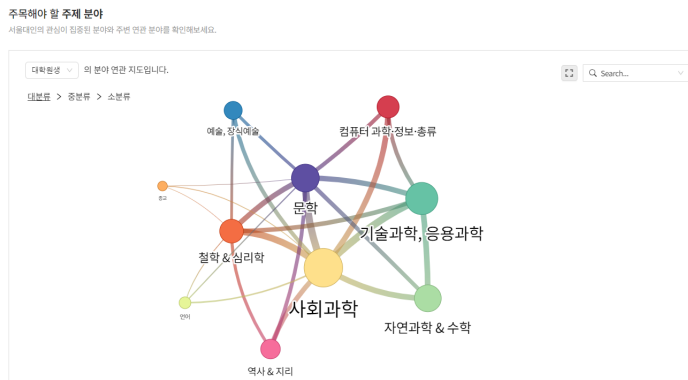 주목해야 할 주제 분야
서울대인의 관심이 집중된 분야와 주변 연관 분야를 확인해보세요.
대학원생 의 분야 연관 지도입니다.
Search...
대분류 > 중분류 > 소분류
예술, 장식예술
컴퓨터 과학·정보·총류
종교
문학
기술과학, 응용과학
철학 & 심리학
사회과학
언어
자연과학 & 수학
역사 & 지리